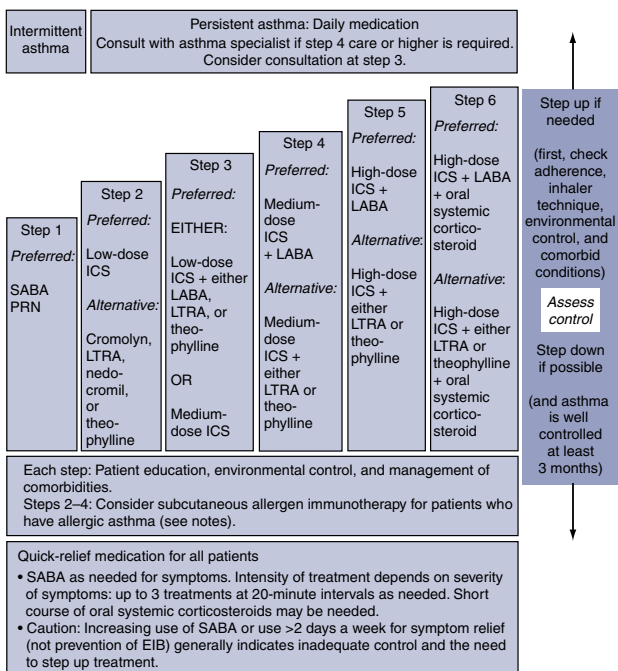 Intermittent
asthma
Persistent asthma: Daily medication
Consult with asthma specialist if step 4 care or higher is required.
Consider consultation at step 3.
Step 1
Preferred:
SABA
PRN
Step 2
Preferred:
Low-dose
ICS
Alternative:
Cromolyn,
LTRA,
nedo-
cromil,
or
theo-
phylline
Step 3
Preferred:
EITHER:
Low-dose
ICS + either
LABA,
LTRA, or
theo-
phylline
OR
Medium-
dose ICS
Step 4
Preferred:
Medium-
dose
ICS
+ LABA
Alternative:
Medium-
dose
ICS +
either
LTRA or
theo-
phylline
Step 5
Preferred:
High-dose
ICS +
LABA
Alternative:
High-dose
ICS +
either
LTRA or
theo-
phylline
Step 6
Preferred:
High-dose
ICS + LABA
+ oral
systemic
cortico-
steroid
Alternative:
High-dose
ICS + either
LTRA or
theophylline
+ oral
systemic
cortico-
steroid
Step up if
needed
(first, check
adherence,
inhaler
technique,
environmental
control, and
comorbid
conditions)
Assess
control
Step down
if possible
(and asthma
is well
controlled
at least
3 months)
Each step: Patient education, environmental control, and management of
comorbidities.
Steps 2–4: Consider subcutaneous allergen immunotherapy for patients who
have allergic asthma (see notes).
Quick-relief medication for all patients
• SABA as needed for symptoms. Intensity of treatment depends on severity
of symptoms: up to 3 treatments at 20-minute intervals as needed. Short
course of oral systemic corticosteroids may be needed.
• Caution: Increasing use of SABA or use >2 days a week for symptom relief
(not prevention of EIB) generally indicates inadequate control and the need
to step up treatment.